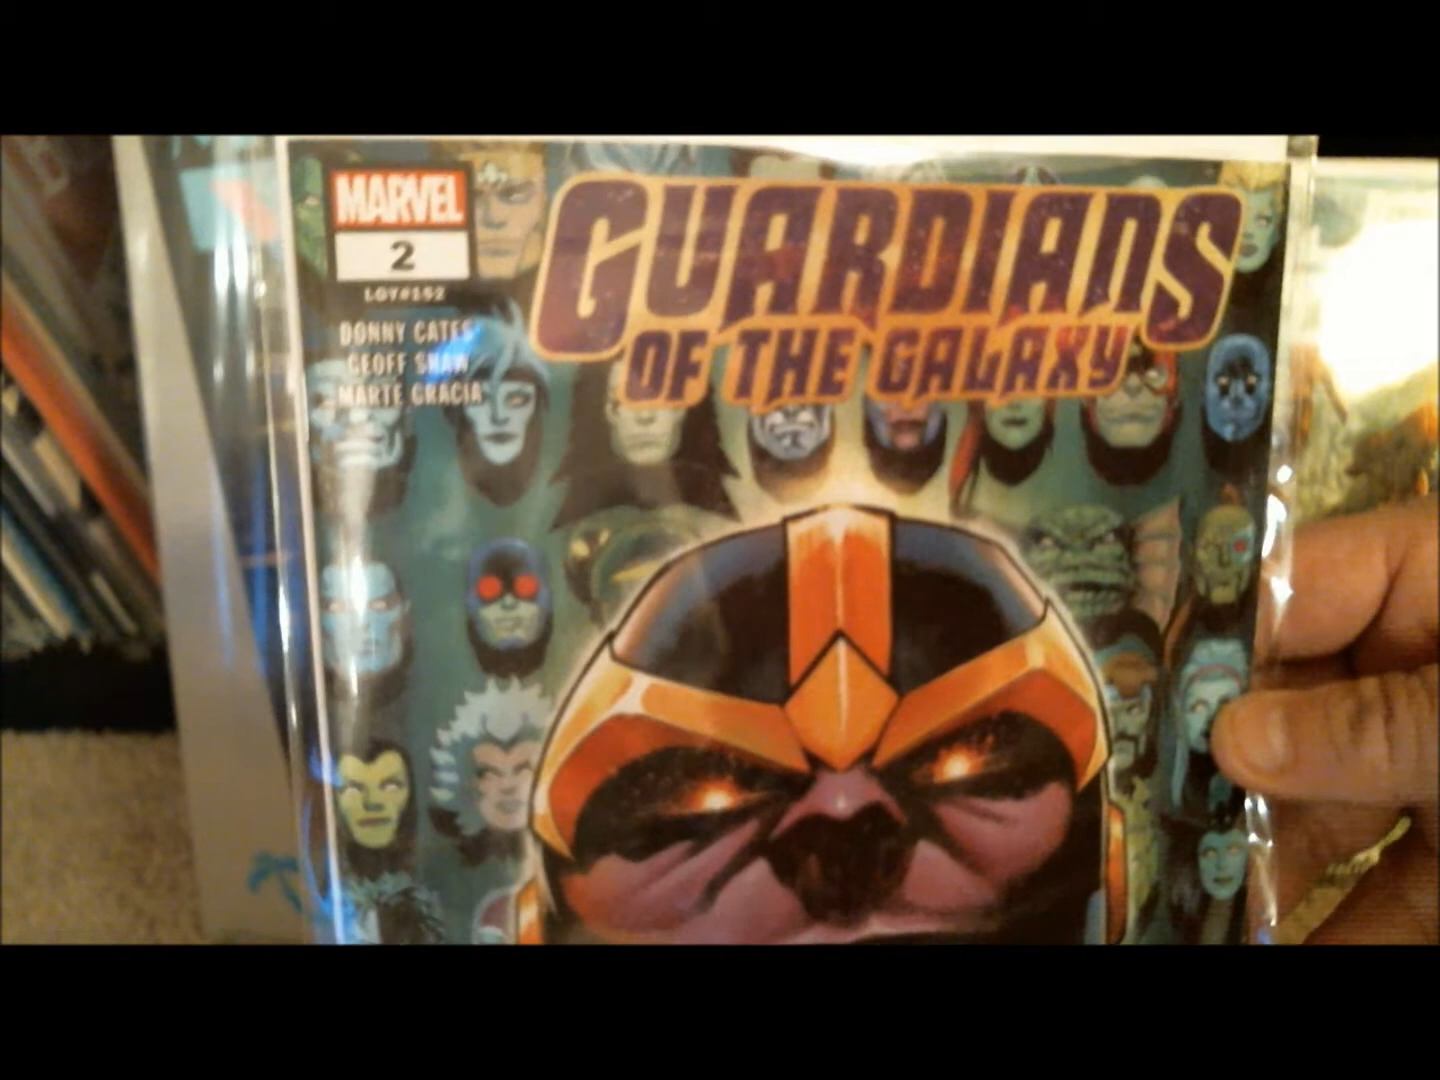 MARVEL
2
LGY#152
DONNY CATES
GEOFF SHAW
MARTE GRACIA
GUARDIANS
OF THE GALAXY